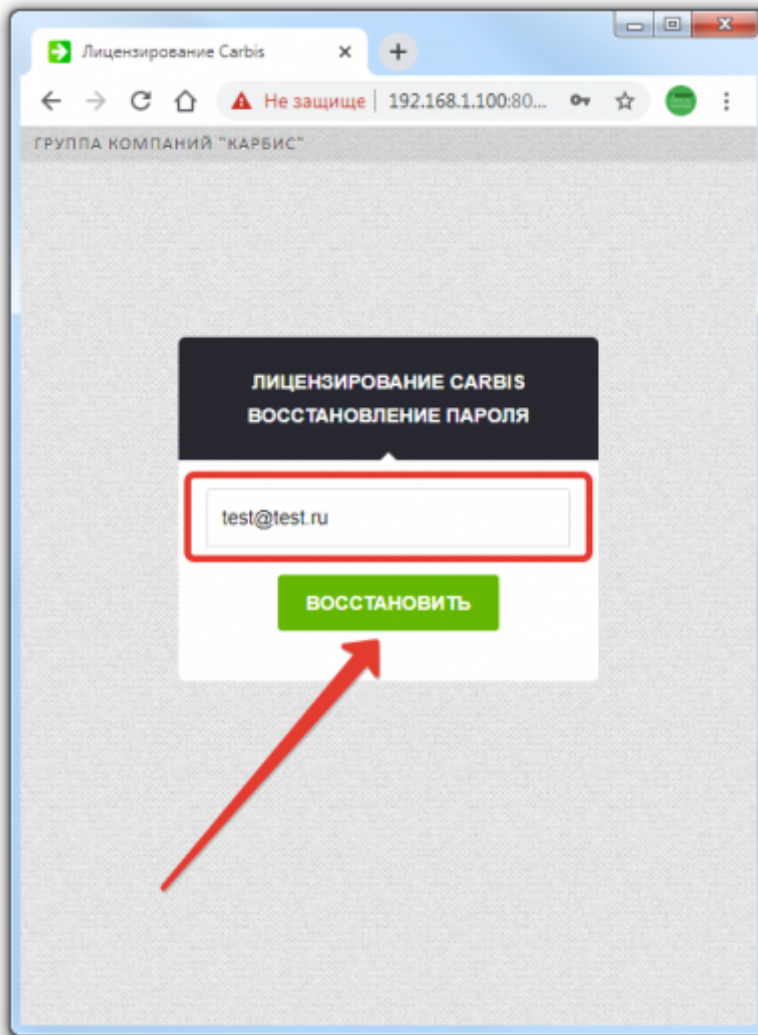 Лицензирование Carbis
Не защище
192.168.1.100:80...
ГРУППА КОМПАНИЙ "КАРБИС"
ЛИЦЕНЗИРОВАНИЕ CARBIS
ВОССТАНОВЛЕНИЕ ПАРОЛЯ
test@test.ru
ВОССТАНОВИТЬ